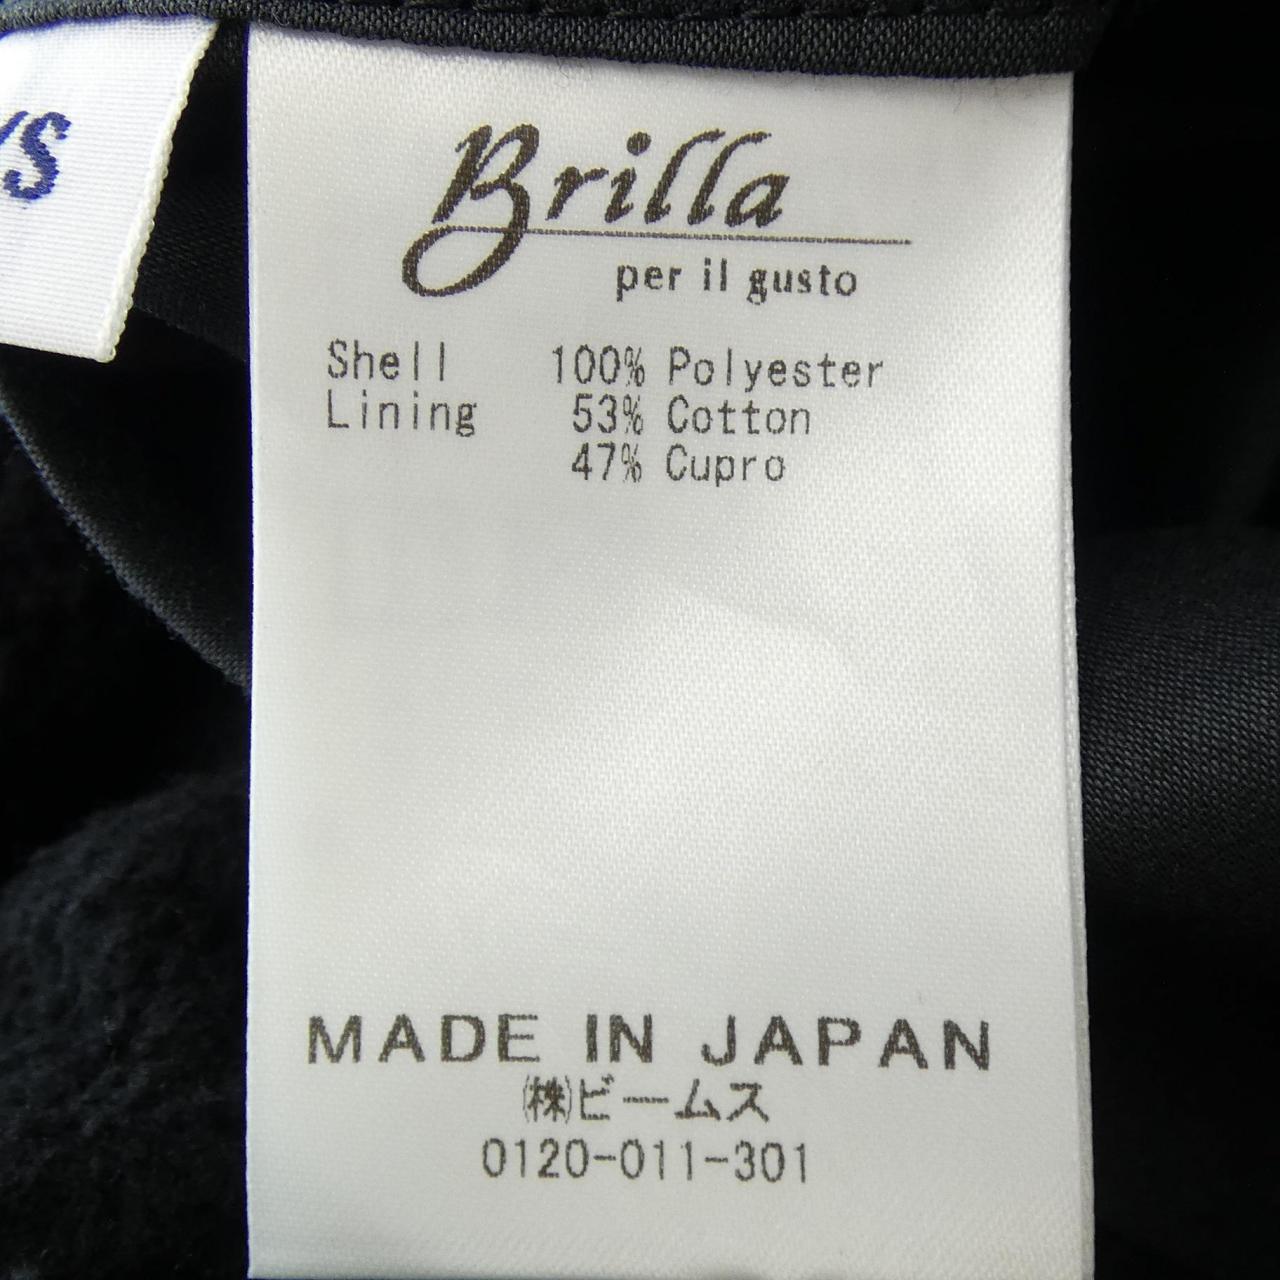 Brilla
per il gusto
Shell 100% Polyester
Lining 53% Cotton
47% Cupro
MADE IN JAPAN
㈱ビームス
0120-011-301